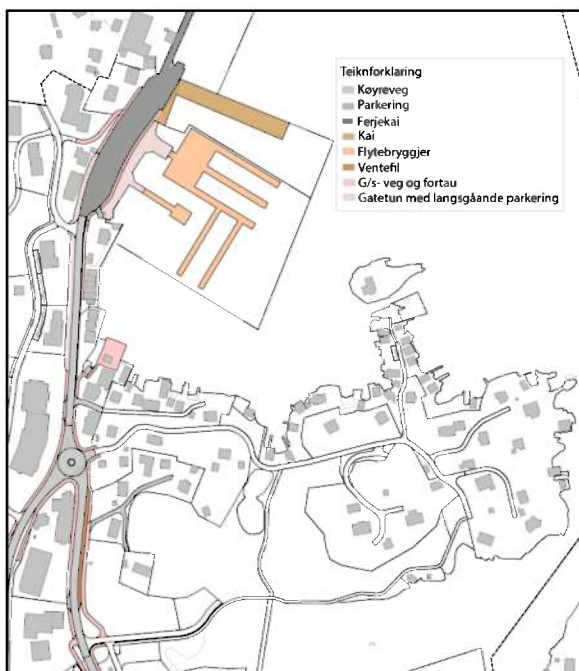 Teiknforklaring
Køyreveg
Parkering
Ferjekai
Kai
Flytebryggjer
Ventefil
G/s- veg og fortau
Gatetun med langsgåande parkering